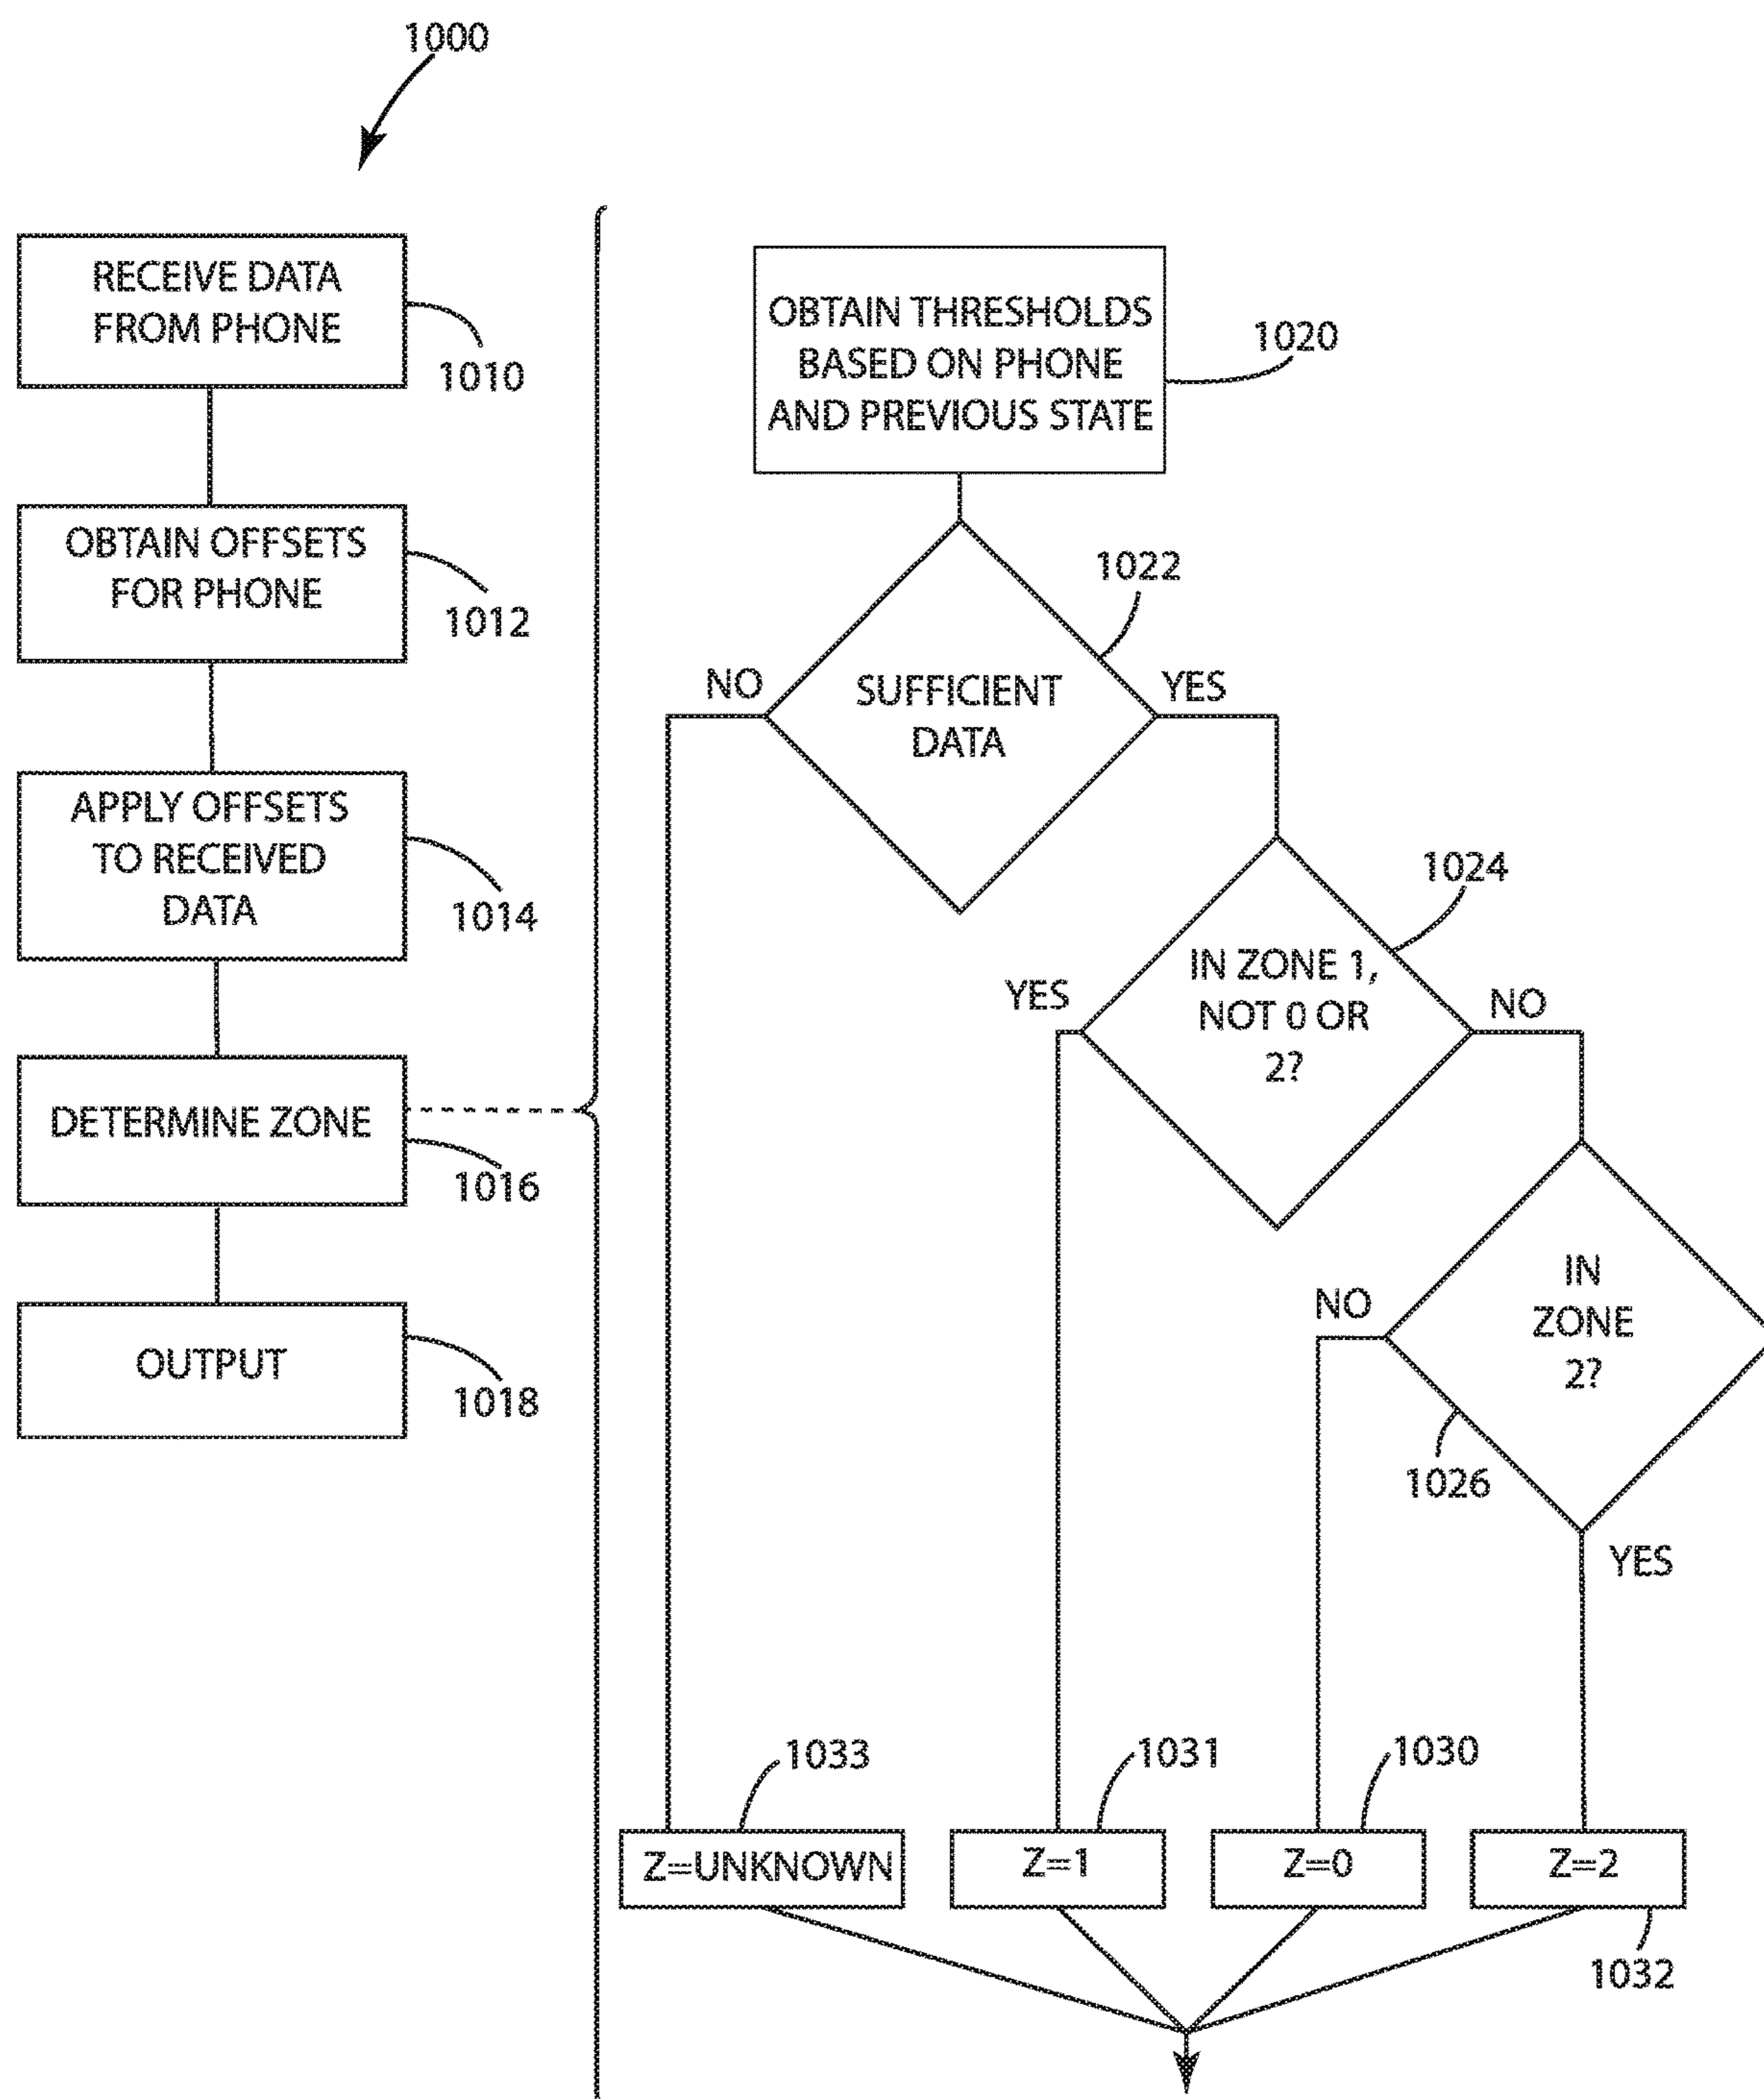 1000
RECEIVE DATA
FROM PHONE
1010
OBTAIN OFFSETS
FOR PHONE
1012
APPLY OFFSETS
TO RECEIVED
DATA
1014
DETERMINE ZONE
1016
OUTPUT
1018
OBTAIN THRESHOLDS
BASED ON PHONE
AND PREVIOUS STATE
1020
1022
NO
SUFFICIENT
DATA
YES
1024
YES
IN ZONE 1,
NOT 0 OR
2?
NO
NO
IN
ZONE
2?
1026
YES
1033
1031
1030
Z=UNKNOWN
Z=1
Z=0
Z=2
1032